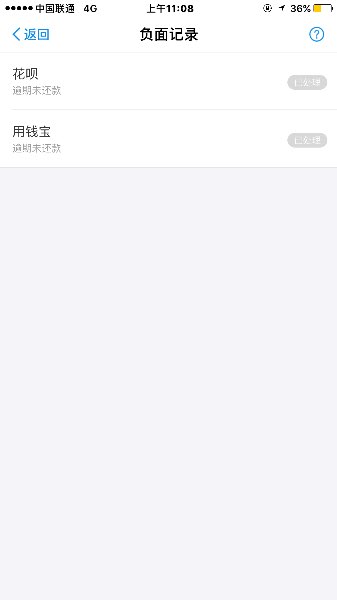 中国联通 4G 上午11:08 36%
返回 负面记录 ?
花呗
逾期未还款
已处理
用钱宝
逾期未还款
已处理